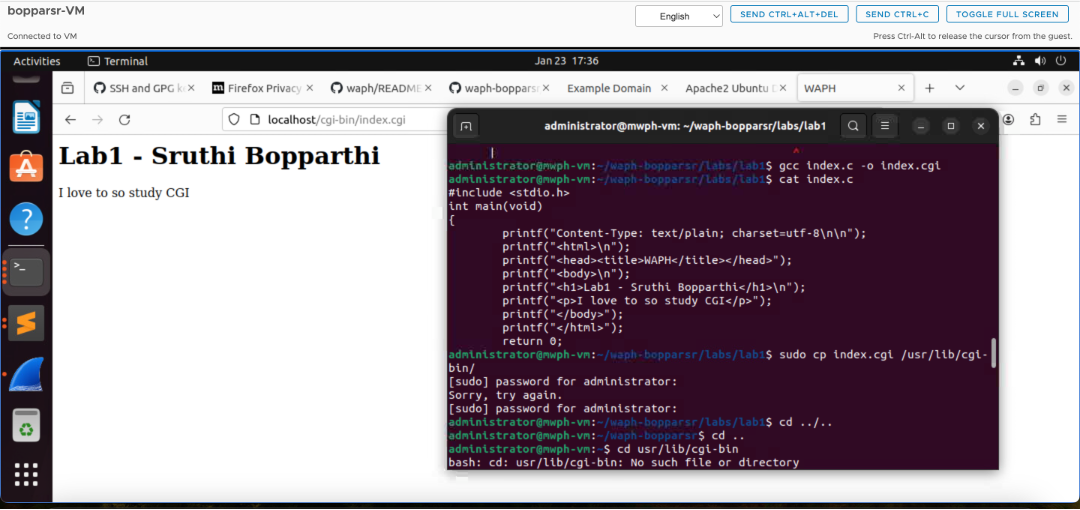 bopparsr-VM
English
SEND CTRL+ALT+DEL
SEND CTRL+C
TOGGLE FULL SCREEN
Connected to VM
Press Ctrl-Alt to release the cursor from the guest.
Activities
Terminal
Jan 23 17:36
SSH and GPG
Firefox Privacy
waph/README
waph-boppars
Example Domain
Apache2 Ubuntu
WAPH
localhost/cgi-bin/index.cgi
Lab1 - Sruthi Bopparthi
I love to so study CGI
administrator@mwph-vm: ~/waph-bopparsr/labs/lab1
| ^
administrator@mwph-vm:~/waph-bopparsr/labs/lab1$ gcc index.c -o index.cgi
administrator@mwph-vm:~/waph-bopparsr/labs/lab1$ cat index.c
#include <stdio.h>
int main(void)
{
printf("Content-Type: text/plain; charset=utf-8\n\n");
printf("<html>\n");
printf("<head><title>WAPH</title></head>");
printf("<body>\n");
printf("<h1>Lab1 - Sruthi Bopparthi</h1>\n");
printf("<p>I love to so study CGI</p>");
printf("</body>");
printf("</html>");
return 0;
administrator@mwph-vm:~/waph-bopparsr/labs/lab1$ sudo cp index.cgi /usr/lib/cgi-
bin/
[sudo] password for administrator:
Sorry, try again.
[sudo] password for administrator:
administrator@mwph-vm:~/waph-bopparsr/labs/lab1$ cd ../..
administrator@mwph-vm:~/waph-bopparsr$ cd ..
administrator@mwph-vm:~$ cd usr/lib/cgi-bin
bash: cd: usr/lib/cgi-bin: No such file or directory